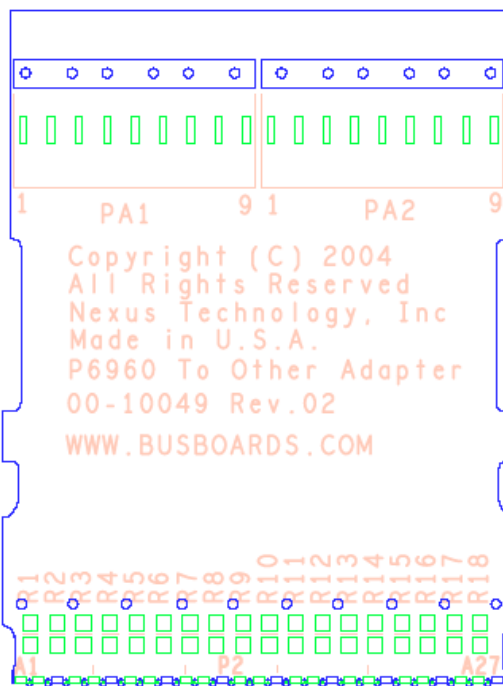 1 9 1 9
PA1 PA2
Copyright (C) 2004
All Rights Reserved
Nexus Technology, Inc
Made in U.S.A.
P6960 To Other Adapter
00-10049 Rev.02
WWW.BUSBOARDS.COM
R1 R2 R3 R4 R5 R6 R7 R8 R9 R10 R11 R12 R13 R14 R15 R16 R17 R18
A1 P2 A27